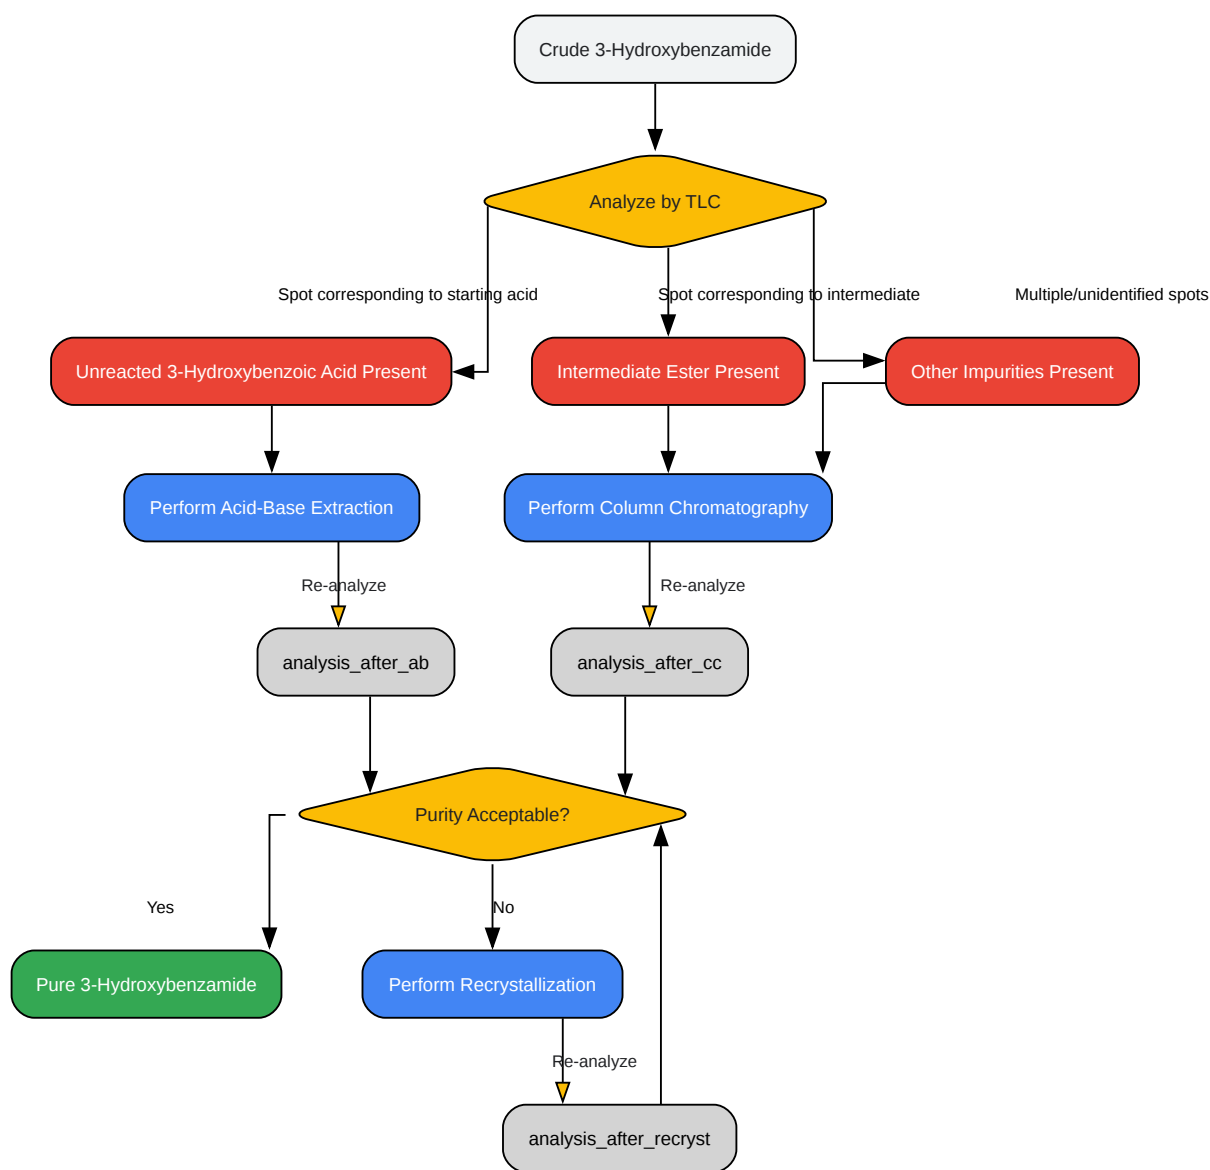 Crude 3-Hydroxybenzamide
Analyze by TLC
Spot corresponding to starting acid
Spot corresponding to intermediate
Multiple/unidentified spots
Unreacted 3-Hydroxybenzoic Acid Present
Intermediate Ester Present
Other Impurities Present
Perform Acid-Base Extraction
Perform Column Chromatography
Re-analyze
Re-analyze
analysis_after_ab
analysis_after_cc
Purity Acceptable?
Yes
No
Pure 3-Hydroxybenzamide
Perform Recrystallization
Re-analyze
analysis_after_recryst